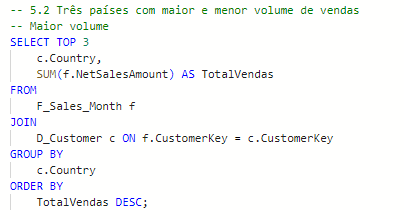 -- 5.2 Três países com maior e menor volume de vendas
-- Maior volume
SELECT TOP 3
    c.Country,
    SUM(f.NetSalesAmount) AS TotalVendas
FROM
    F_Sales_Month f
JOIN
    D_Customer c ON f.CustomerKey = c.CustomerKey
GROUP BY
    c.Country
ORDER BY
    TotalVendas DESC;